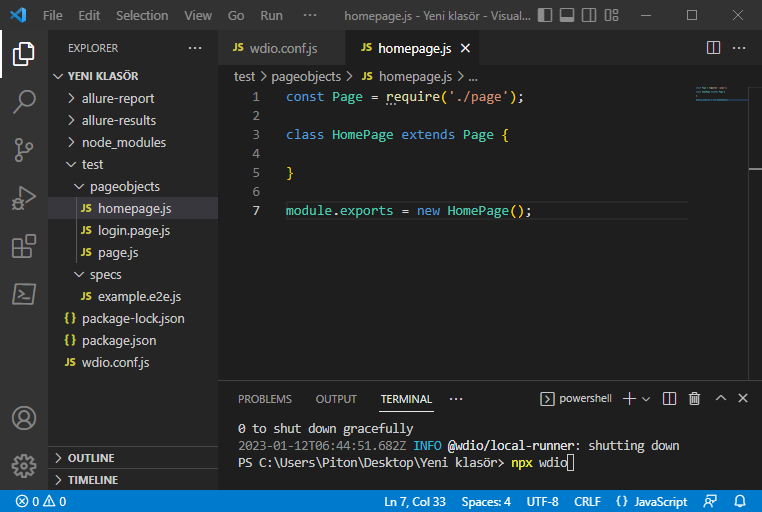 File Edit Selection View Go Run ··· homepage.js - Yeni klasör - Visual...
EXPLORER ···
YENI KLASÖR
allure-report
allure-results
node_modules
test
pageobjects
JS homepage.js
JS login.page.js
JS page.js
specs
JS example.e2e.js
{} package-lock.json
{} package.json
JS wdio.conf.js
OUTLINE
TIMELINE
JS wdio.conf.js JS homepage.js
test > pageobjects > JS homepage.js > ...
1 const Page = require('./page');
2
3 class HomePage extends Page {
4
5 }
6
7 module.exports = new HomePage();
PROBLEMS OUTPUT TERMINAL ··· powershell
0 to shut down gracefully
2023-01-12T06:44:51.682Z INFO @wdio/local-runner: shutting down
PS C:\Users\Piton\Desktop\Yeni klasör> npx wdio
0 0 Ln 7, Col 33 Spaces: 4 UTF-8 CRLF {} JavaScript